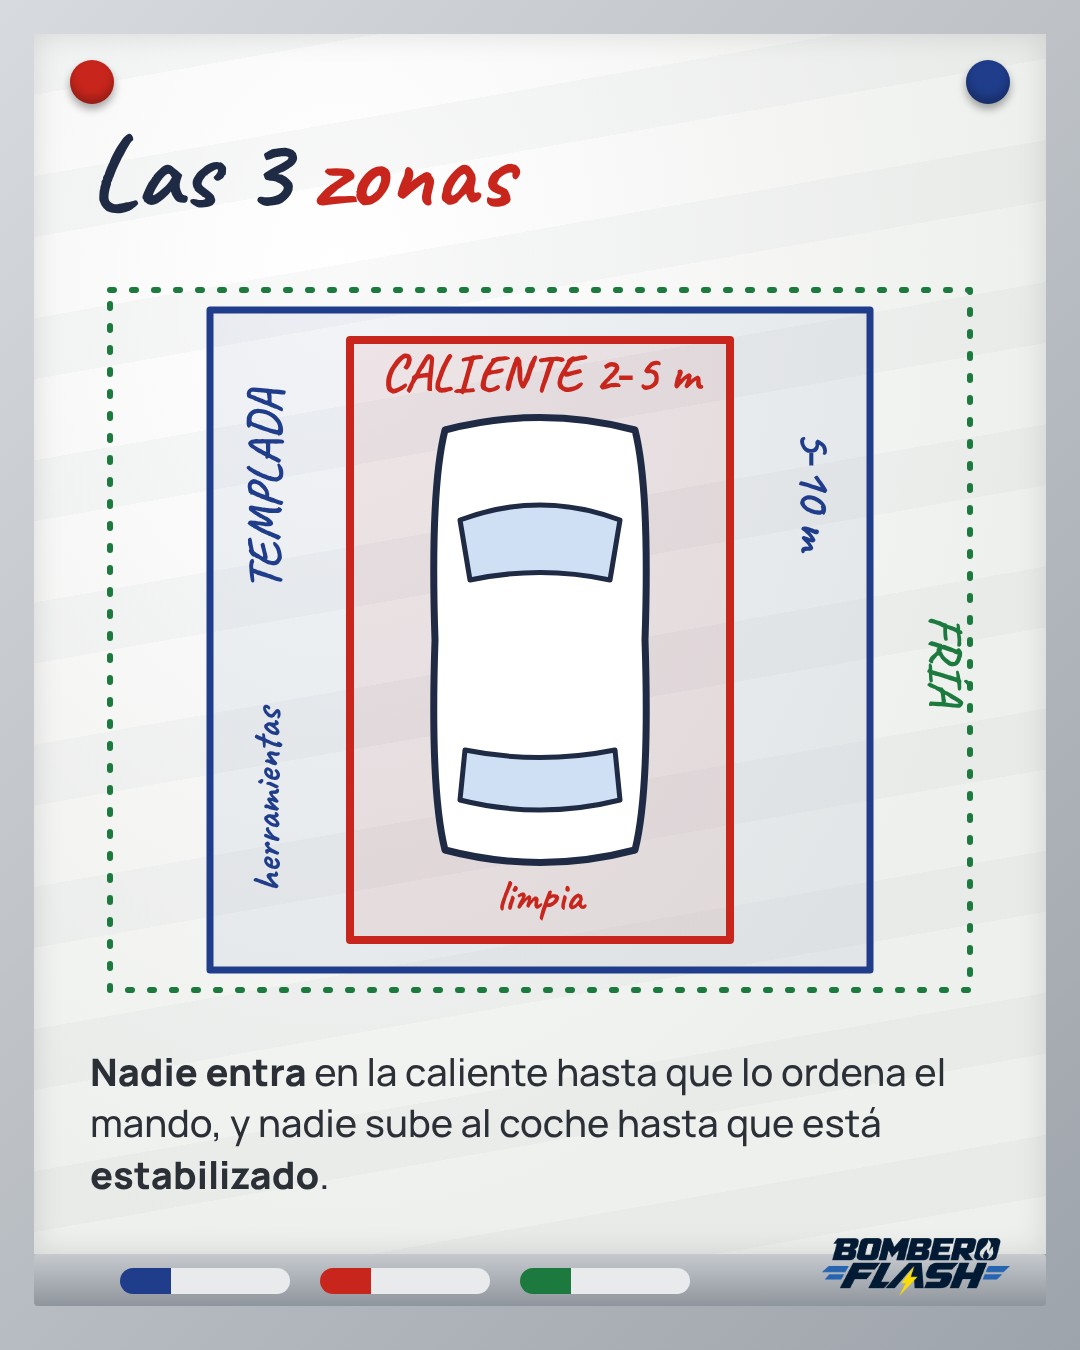 Las 3 zonas
CALIENTE 2-5 m
TEMPLADA
5-10 m
FRÍA
herramientas
limpia
Nadie entra en la caliente hasta que lo ordena el
mando, y nadie sube al coche hasta que está
estabilizado.
BOMBERO
FLASH